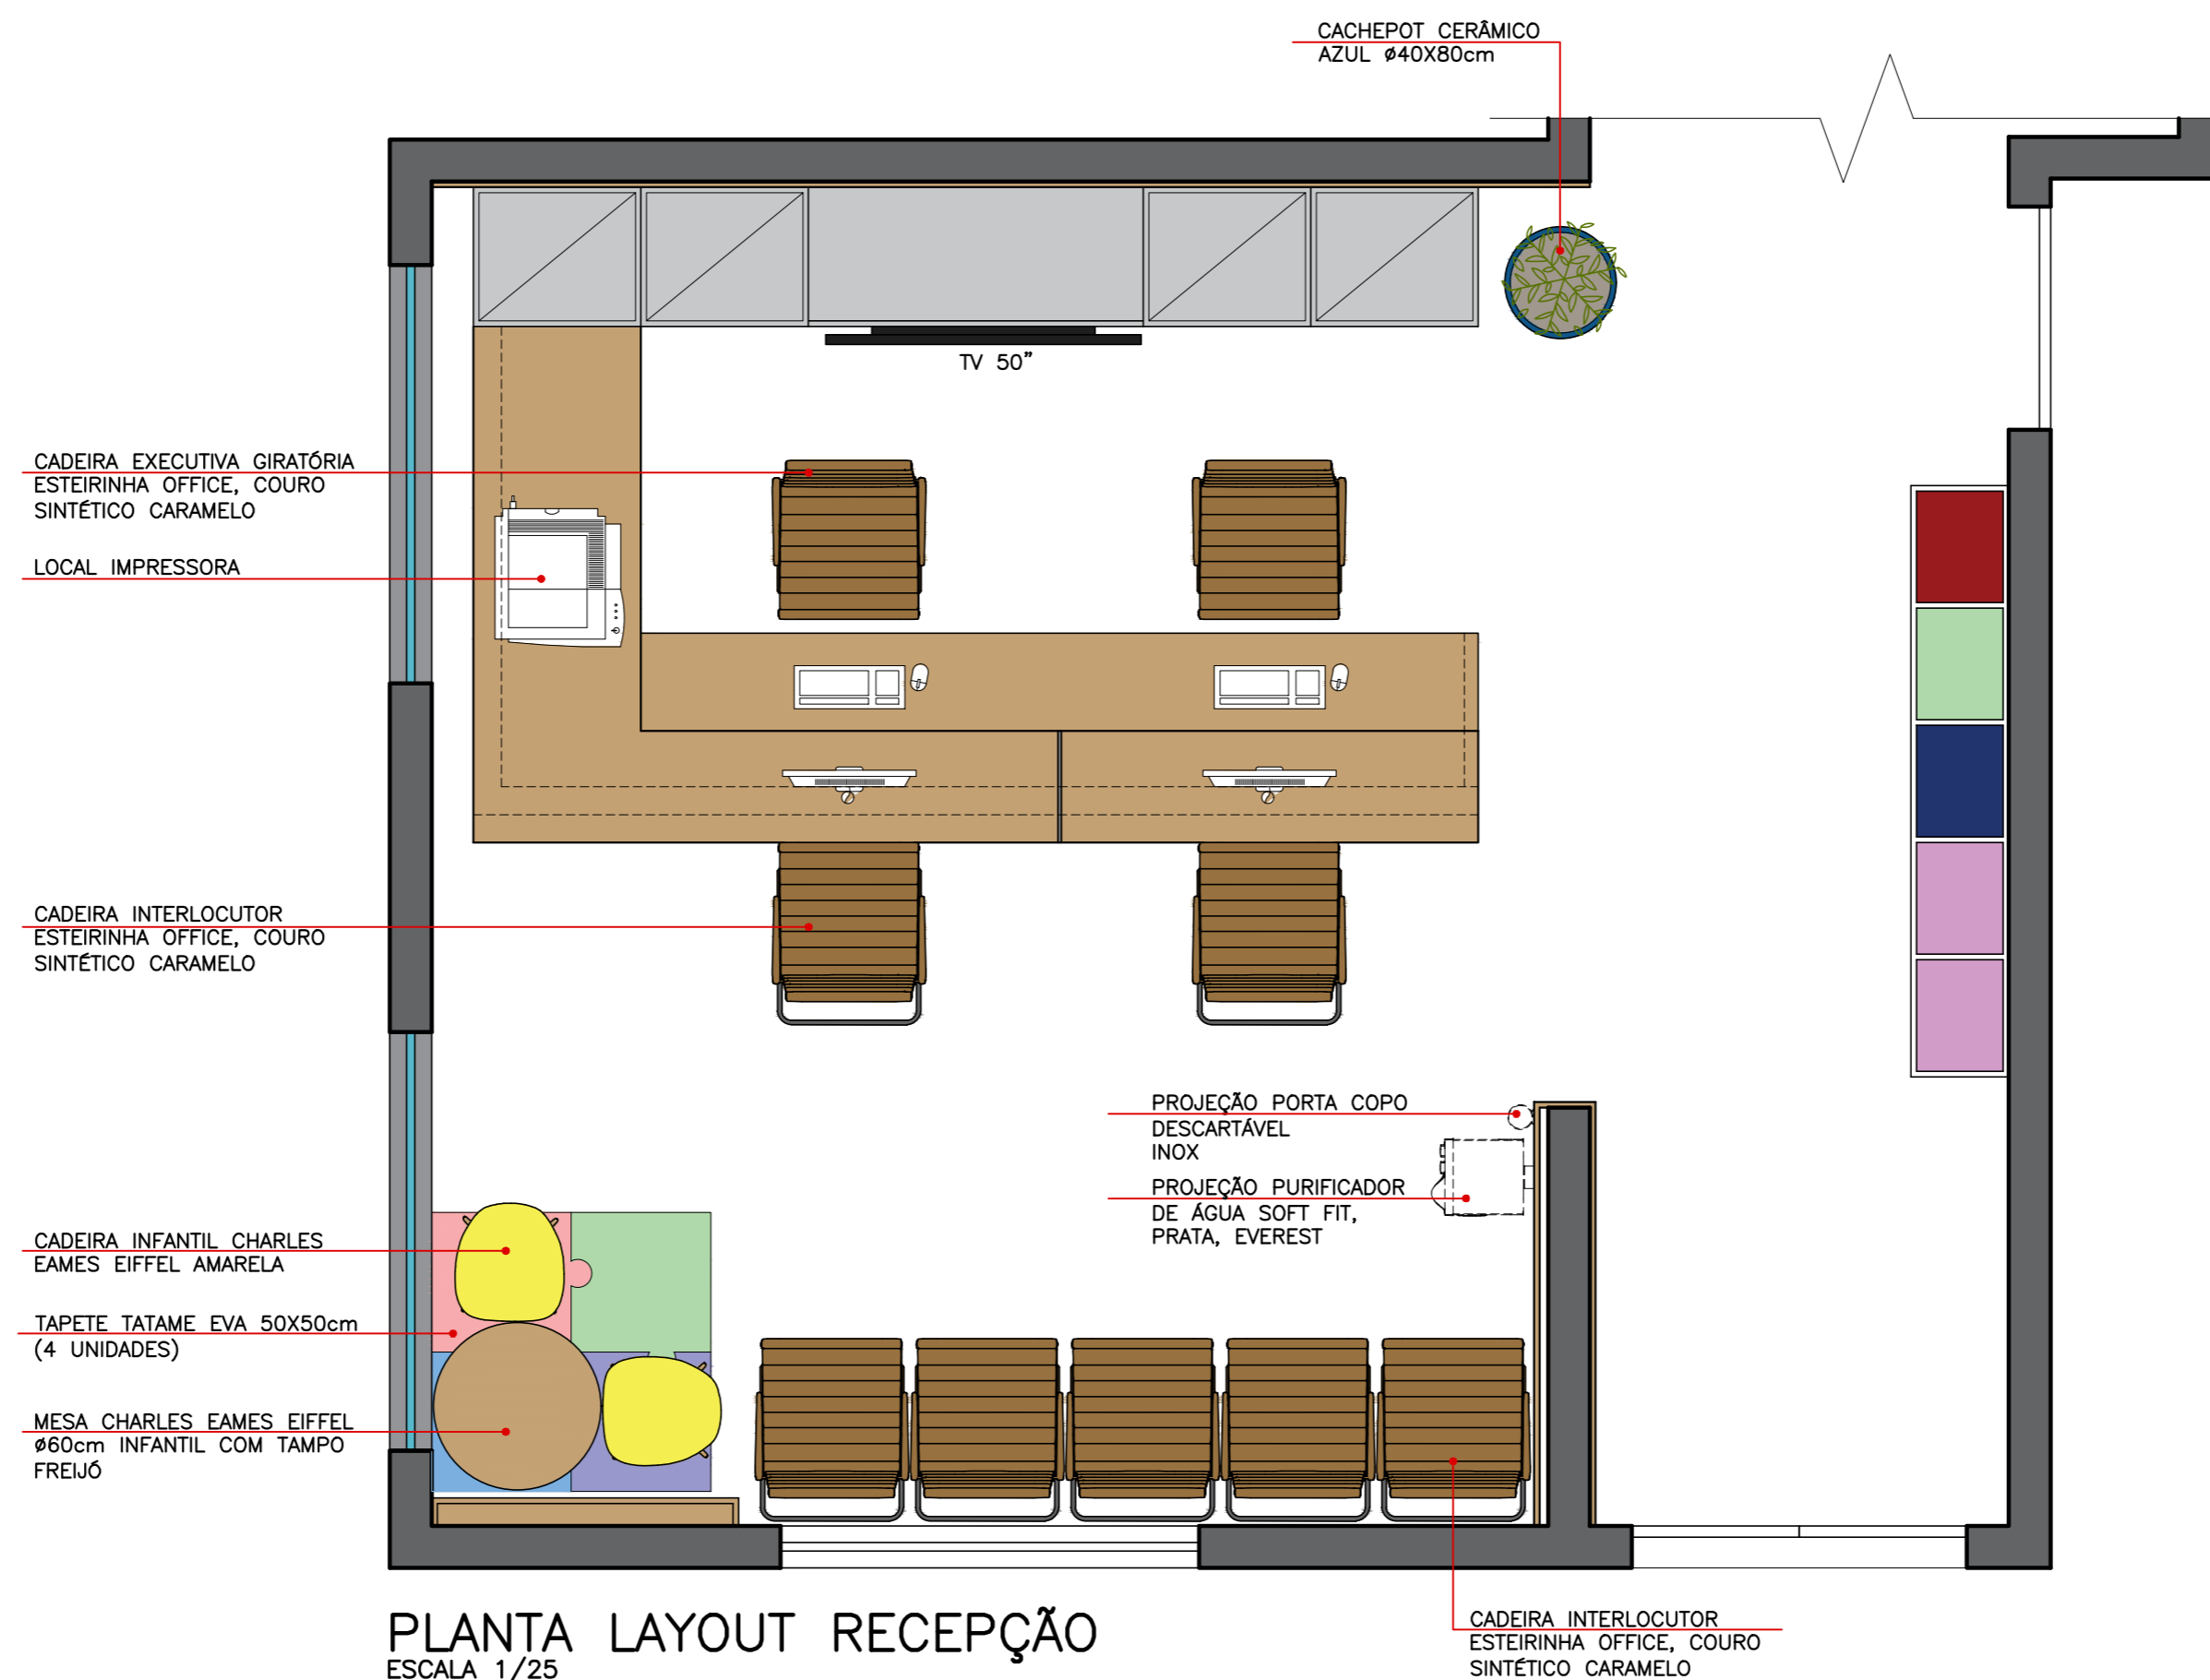 CACHEPOT CERÂMICO
AZUL ø40X80cm
TV 50”
CADEIRA EXECUTIVA GIRATÓRIA
ESTEIRINHA OFFICE, COURO
SINTÉTICO CARAMELO
LOCAL IMPRESSORA
CADEIRA INTERLOCUTOR
ESTEIRINHA OFFICE, COURO
SINTÉTICO CARAMELO
PROJEÇÃO PORTA COPO
DESCARTÁVEL
INOX
PROJEÇÃO PURIFICADOR
DE ÁGUA SOFT FIT,
PRATA, EVEREST
CADEIRA INFANTIL CHARLES
EAMES EIFFEL AMARELA
TAPETE TATAME EVA 50X50cm
(4 UNIDADES)
MESA CHARLES EAMES EIFFEL
ø60cm INFANTIL COM TAMPO
FREIJÓ
PLANTA LAYOUT RECEPÇÃO
ESCALA 1/25
CADEIRA INTERLOCUTOR
ESTEIRINHA OFFICE, COURO
SINTÉTICO CARAMELO